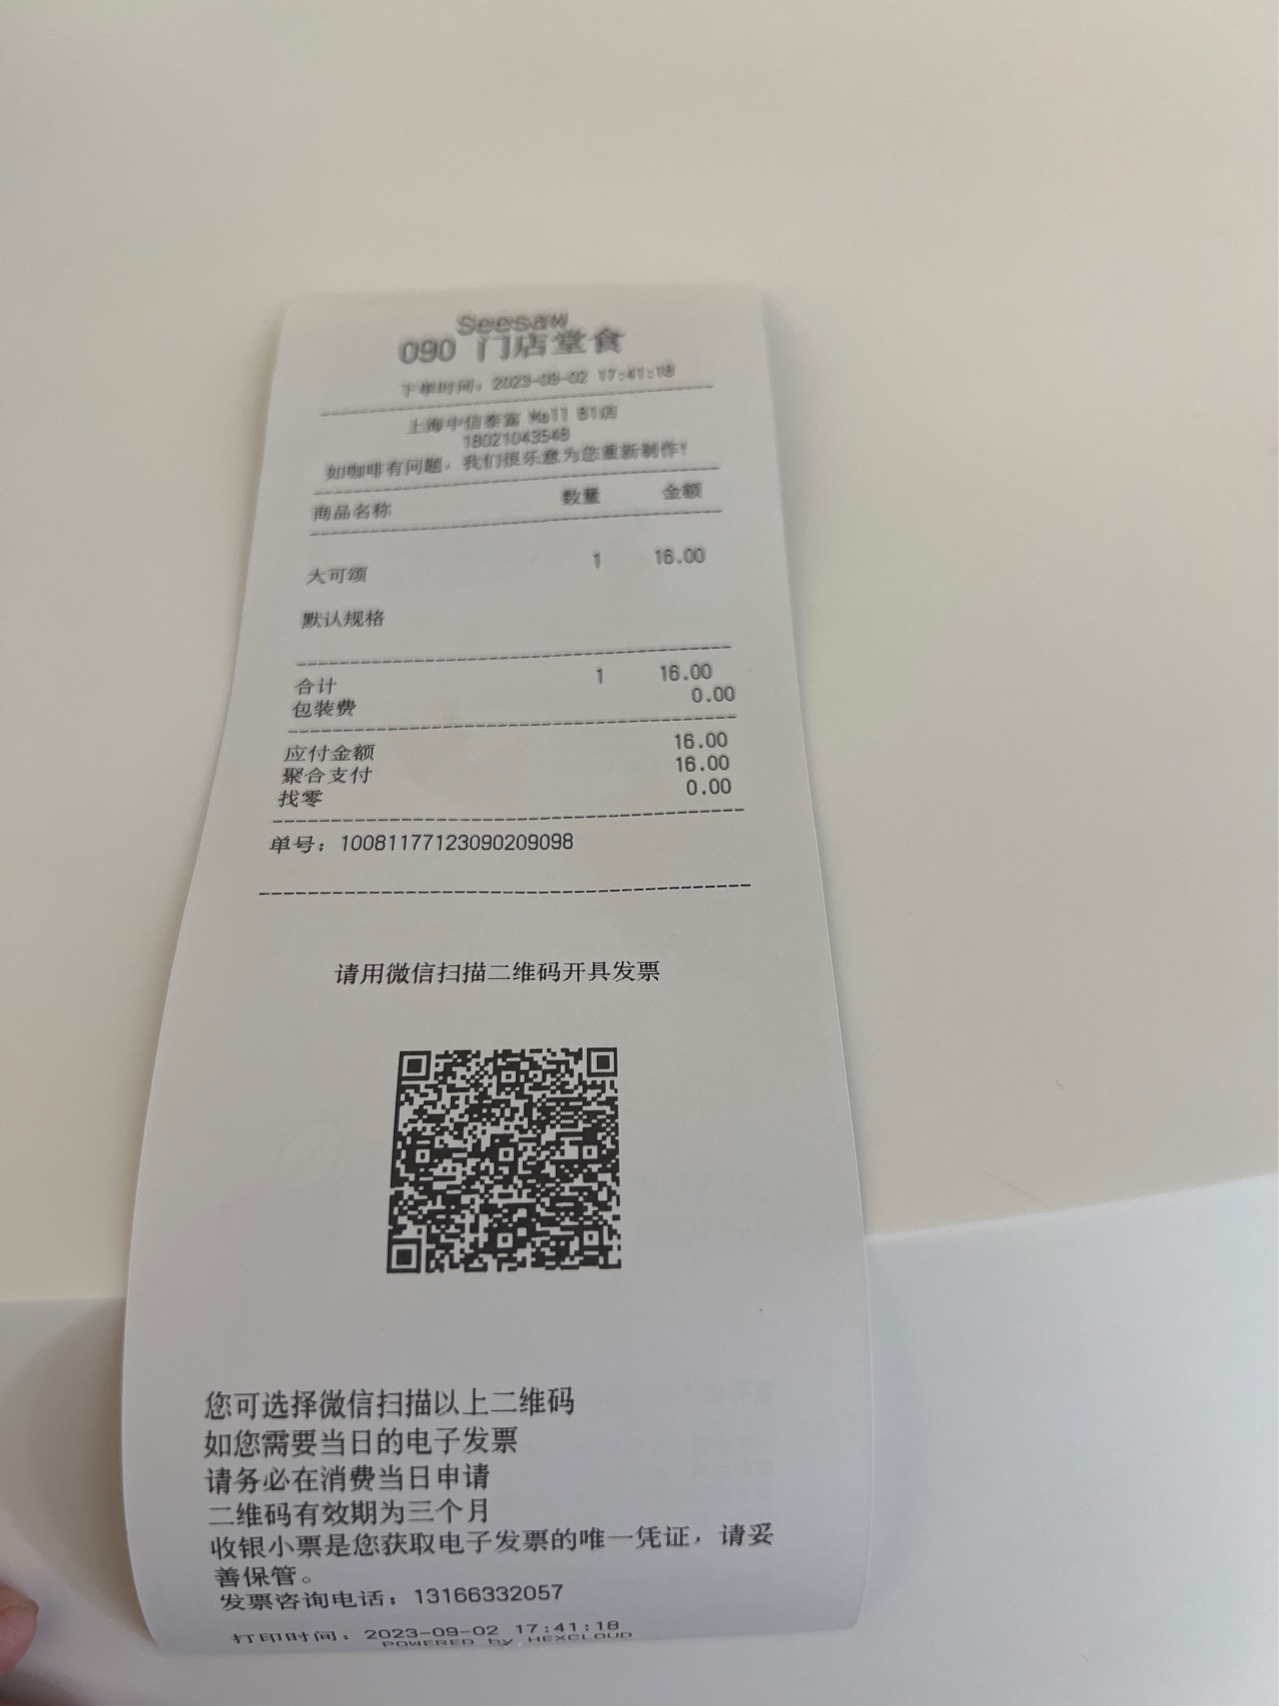 Seesaw
090 门店堂食
下单时间：2023-09-02 17:41:18
上海中信泰富 Mall B1店
18021043548
如咖啡有问题，我们很乐意为您重新制作！
商品名称 数量 金额
大可颂 1 16.00
默认规格
合计 1 16.00
包装费 0.00
应付金额 16.00
聚合支付 16.00
找零 0.00
单号：10081177123090209098
请用微信扫描二维码开具发票
您可选择微信扫描以上二维码
如您需要当日的电子发票
请务必在消费当日申请
二维码有效期为三个月
收银小票是您获取电子发票的唯一凭证，请妥
善保管。
发票咨询电话：13166332057
打印时间：2023-09-02 17:41:18
POWERED by HEXCLOUD